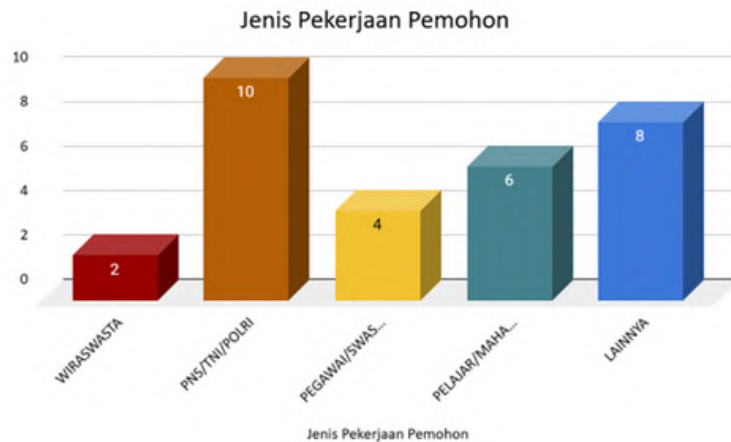 Jenis Pekerjaan Pemohon
10
8
6
4
2
0
2
10
4
6
8
WIRASWASTA
PNS/TNI/POLRI
PEGAWAI/SWAS...
PELAJAR/MAHA...
LAINNYA
Jenis Pekerjaan Pemohon